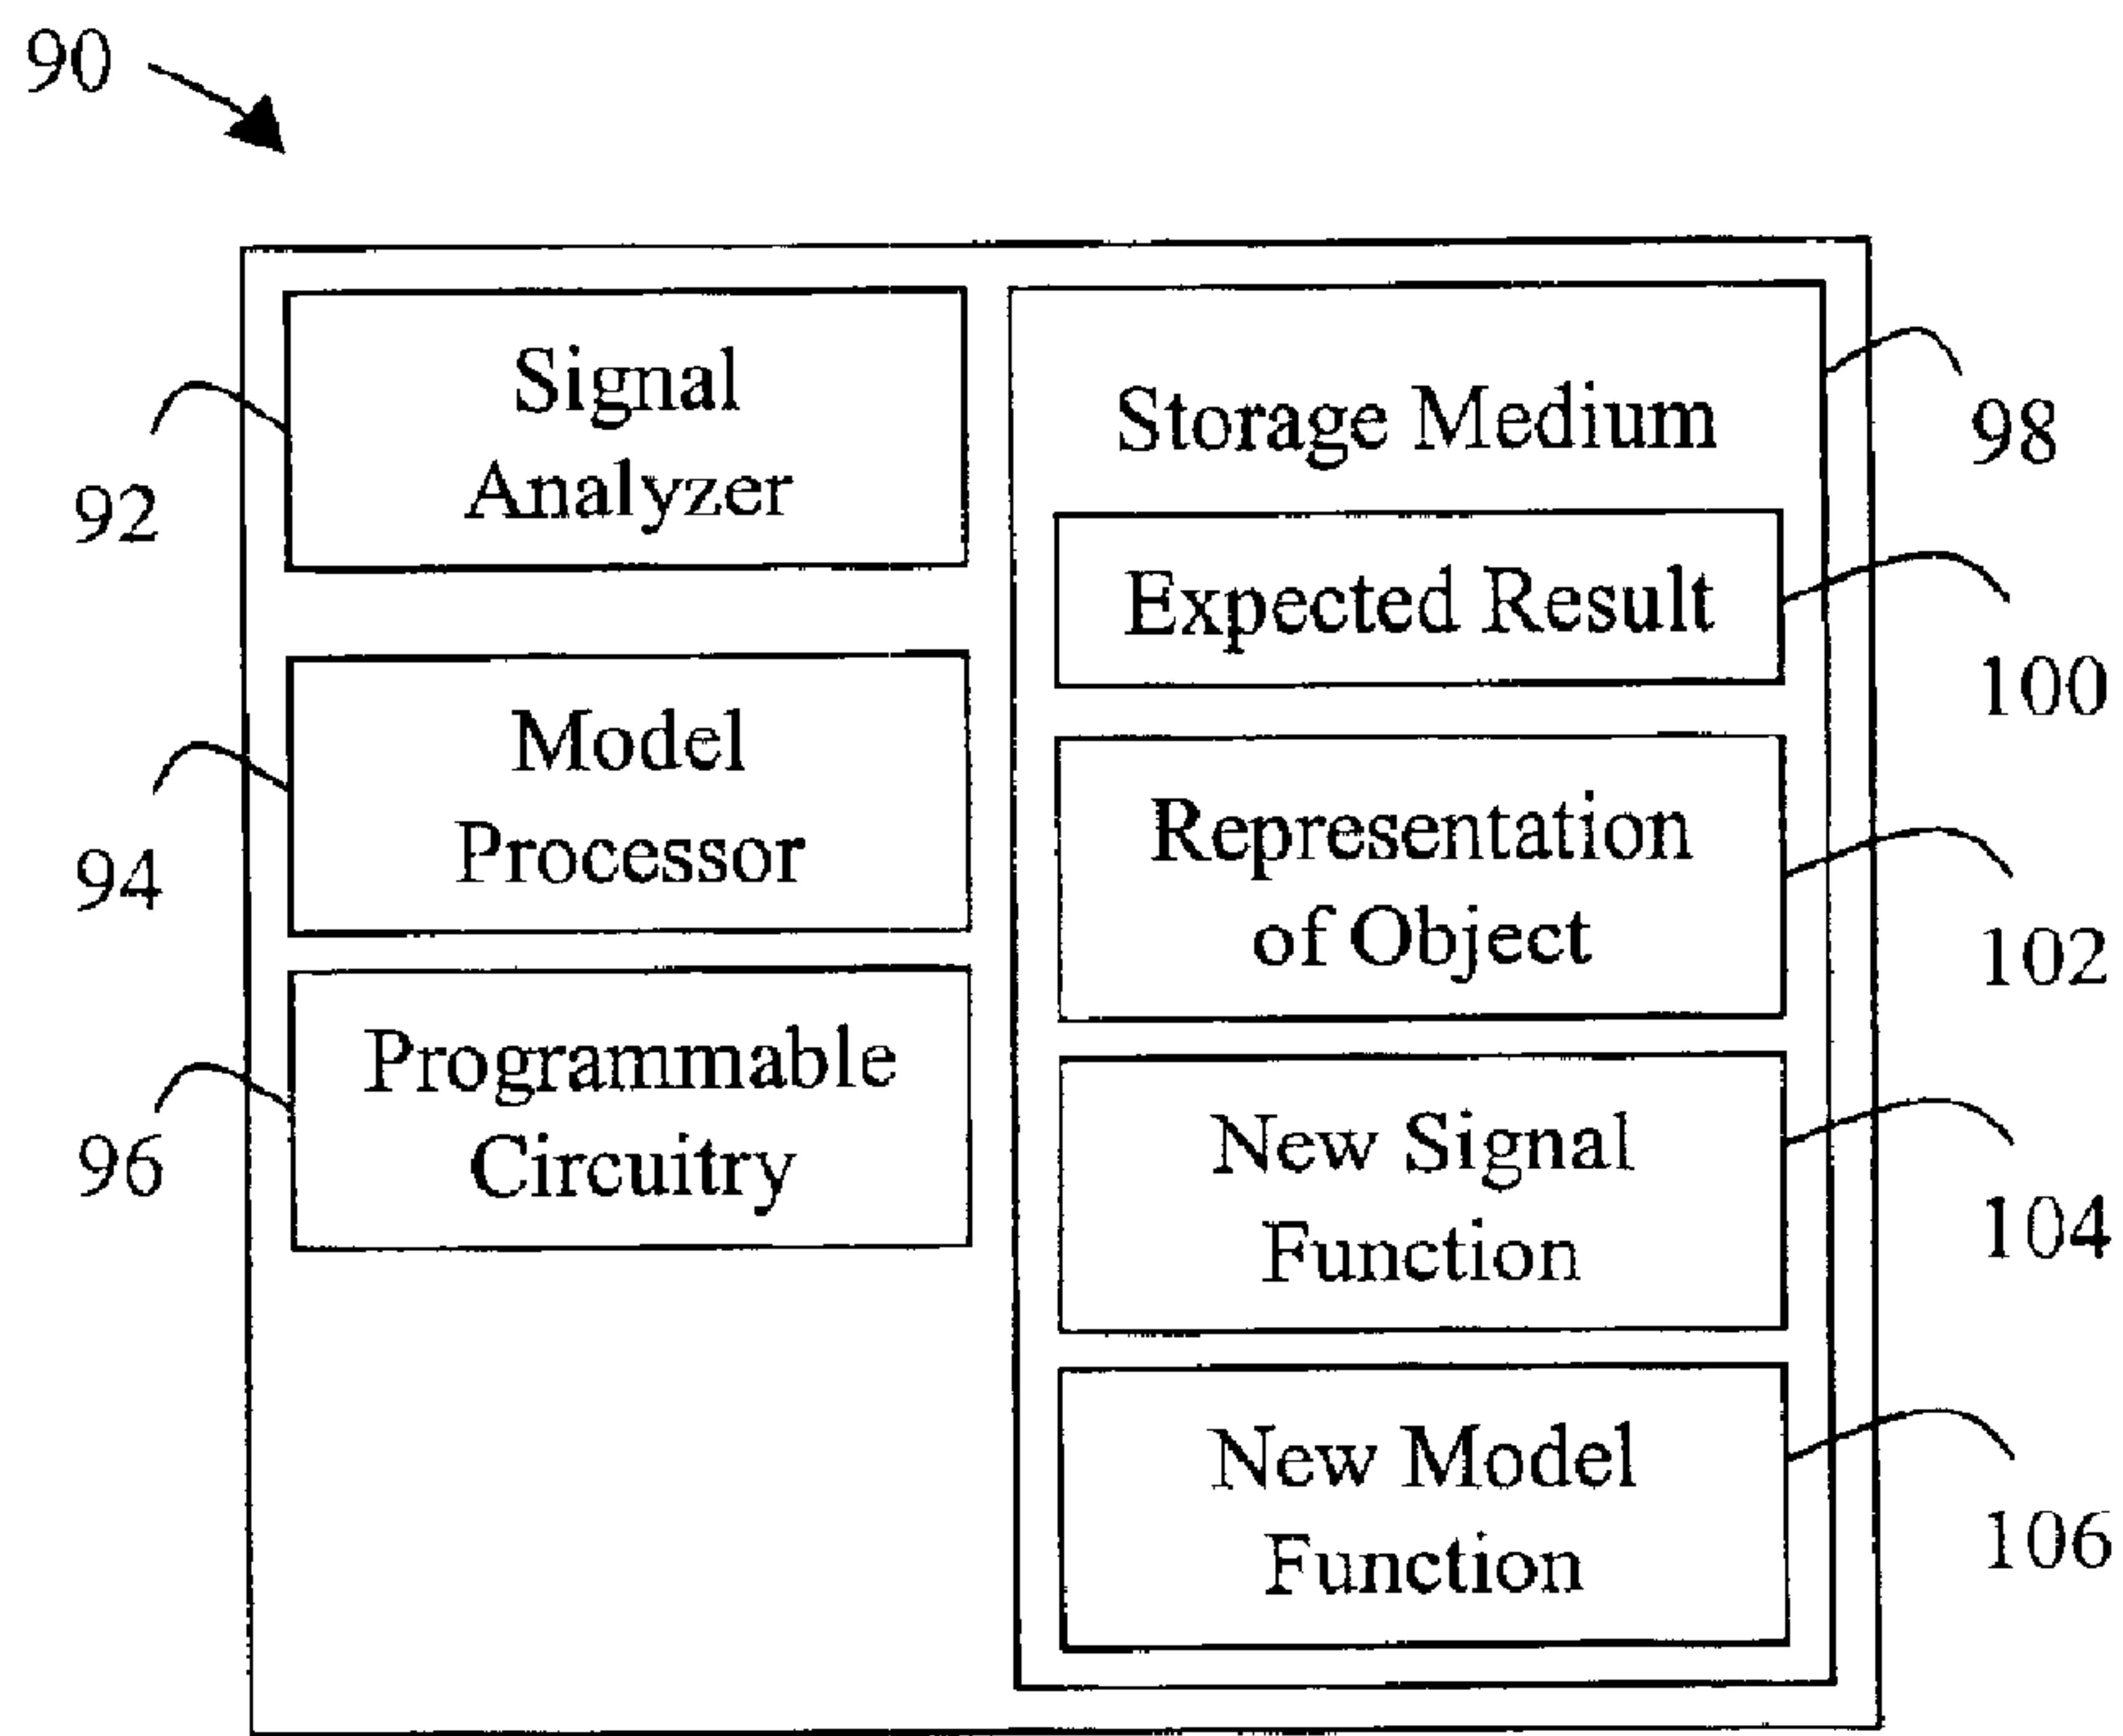 90
Signal
Analyzer
92
Model
Processor
94
Programmable
Circuitry
96
Storage Medium
98
Expected Result
100
Representation
of Object
102
New Signal
Function
104
New Model
Function
106